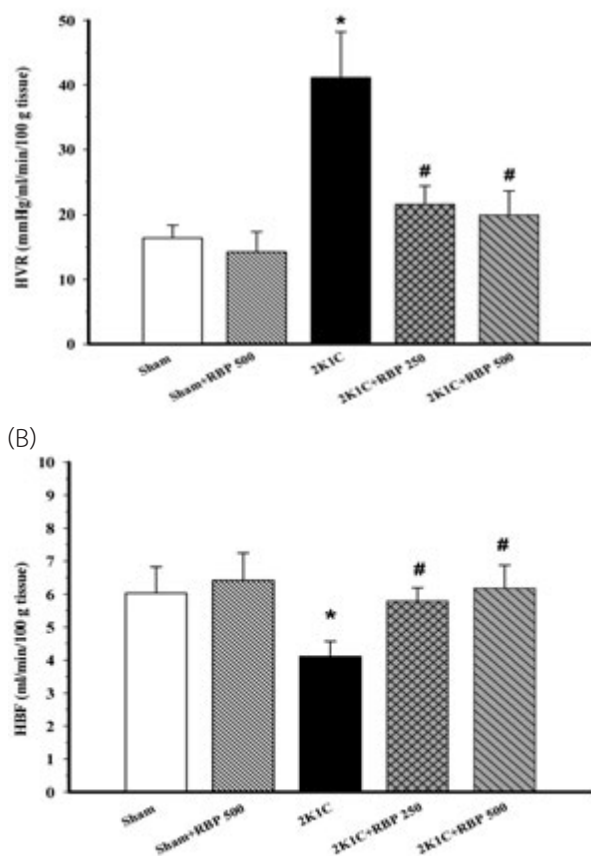 50
40
30
20
10
0
HVR (mmHg/ml/min/100 g tissue)
*
#
#
Sham
Sham+RBP 500
2K1C
2K1C+RBP 250
2K1C+RBP 500
(B)
10
9
8
7
6
5
4
3
2
1
0
HBF (ml/min/100 g tissue)
*
#
#
Sham
Sham+RBP 500
2K1C
2K1C+RBP 250
2K1C+RBP 500